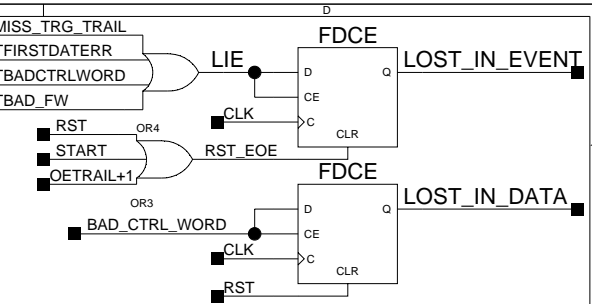 D
MISS_TRG_TRAIL
FDCE
TFIRSTDATERR
LIE
D
Q
LOST_IN_EVENT
TBADCTRLWORD
CE
TBAD_FW
CLK
C
RST
OR4
CLR
START
RST_EOE
OETRAIL+1
FDCE
OR3
D
Q
LOST_IN_DATA
BAD_CTRL_WORD
CE
CLK
C
CLR
RST